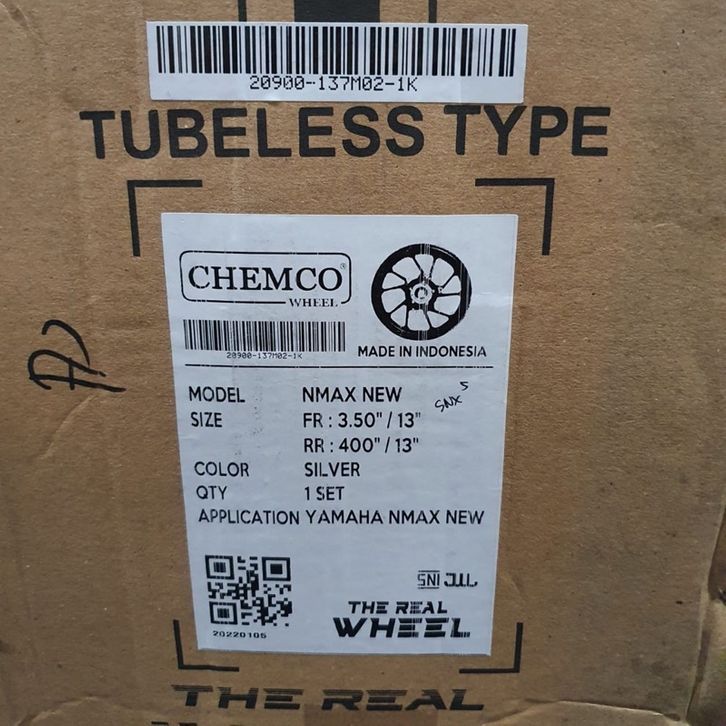 20900-137M02-1K
TUBELESS TYPE
CHEMCO®
WHEEL
20900-137M02-1K
MADE IN INDONESIA
MODEL NMAX NEW
SIZE FR : 3.50" / 13"
RR : 400" / 13"
COLOR SILVER
QTY 1 SET
APPLICATION YAMAHA NMAX NEW
SNI JWL
20220105
THE REAL
WHEEL
THE REAL